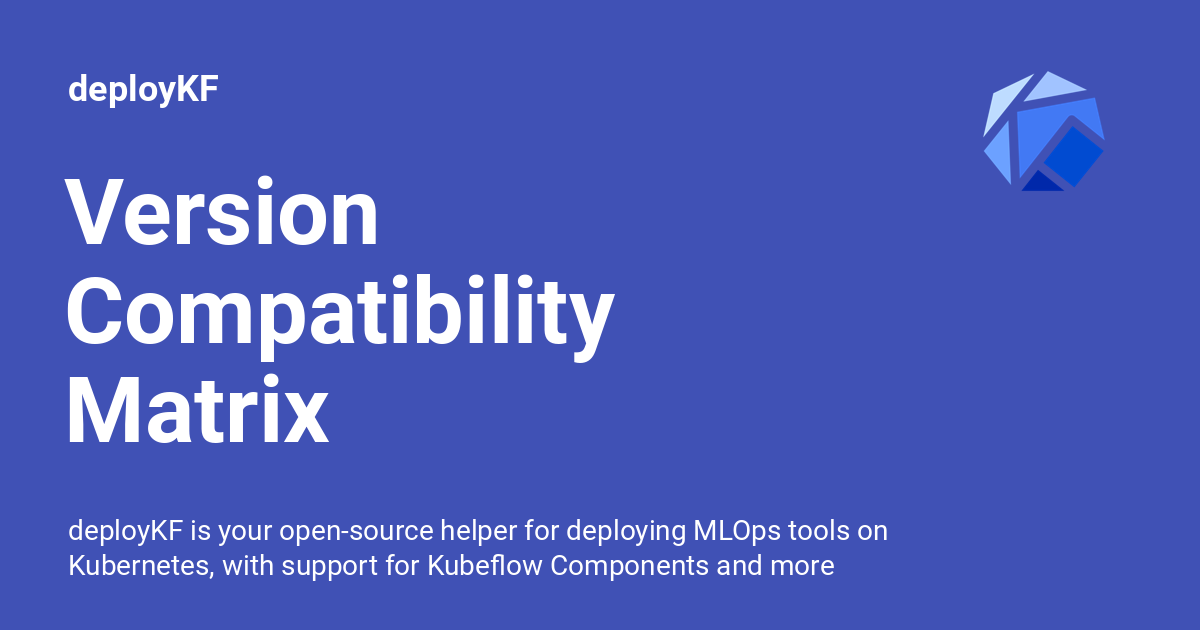 deployKF
Version
Compatibility
Matrix
deployKF is your open-source helper for deploying MLOps tools on
Kubernetes, with support for Kubeflow Components and more